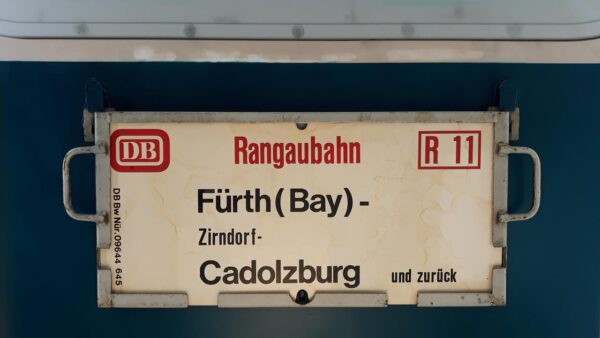 DB Rangaubahn R 11
Fürth (Bay) -
Zirndorf-
Cadolzburg und zurück
DB Bw Nür. 09644 645